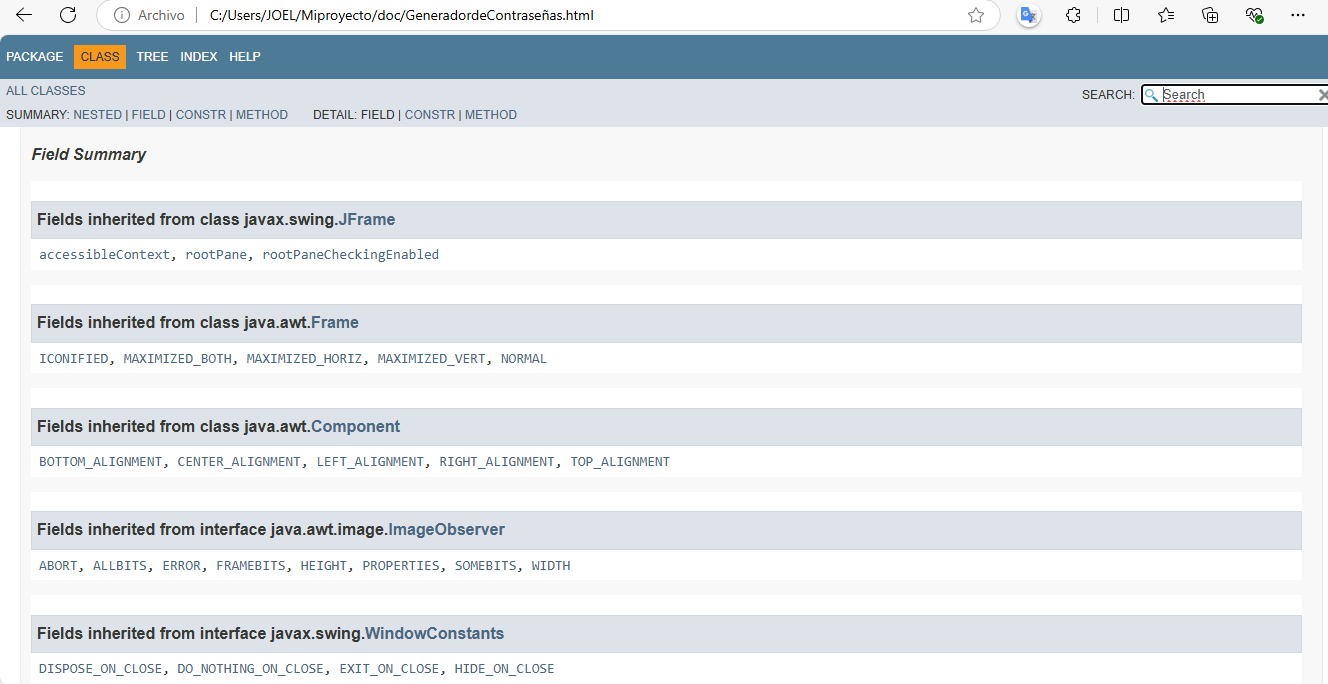 Archivo C:/Users/JOEL/Miproyecto/doc/GeneradordeContraseñas.html
PACKAGE CLASS TREE INDEX HELP
ALL CLASSES
SEARCH: Search
SUMMARY: NESTED | FIELD | CONSTR | METHOD DETAIL: FIELD | CONSTR | METHOD
Field Summary
Fields inherited from class javax.swing.JFrame
accessibleContext, rootPane, rootPaneCheckingEnabled
Fields inherited from class java.awt.Frame
ICONIFIED, MAXIMIZED_BOTH, MAXIMIZED_HORIZ, MAXIMIZED_VERT, NORMAL
Fields inherited from class java.awt.Component
BOTTOM_ALIGNMENT, CENTER_ALIGNMENT, LEFT_ALIGNMENT, RIGHT_ALIGNMENT, TOP_ALIGNMENT
Fields inherited from interface java.awt.image.ImageObserver
ABORT, ALLBITS, ERROR, FRAMEBITS, HEIGHT, PROPERTIES, SOMEBITS, WIDTH
Fields inherited from interface javax.swing.WindowConstants
DISPOSE_ON_CLOSE, DO_NOTHING_ON_CLOSE, EXIT_ON_CLOSE, HIDE_ON_CLOSE